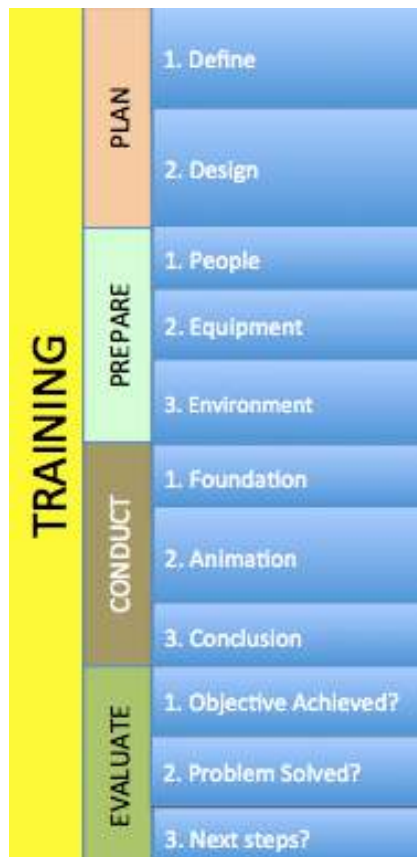 TRAINING
PLAN
1. Define
2. Design
PREPARE
1. People
2. Equipment
3. Environment
CONDUCT
1. Foundation
2. Animation
3. Conclusion
EVALUATE
1. Objective Achieved?
2. Problem Solved?
3. Next steps?